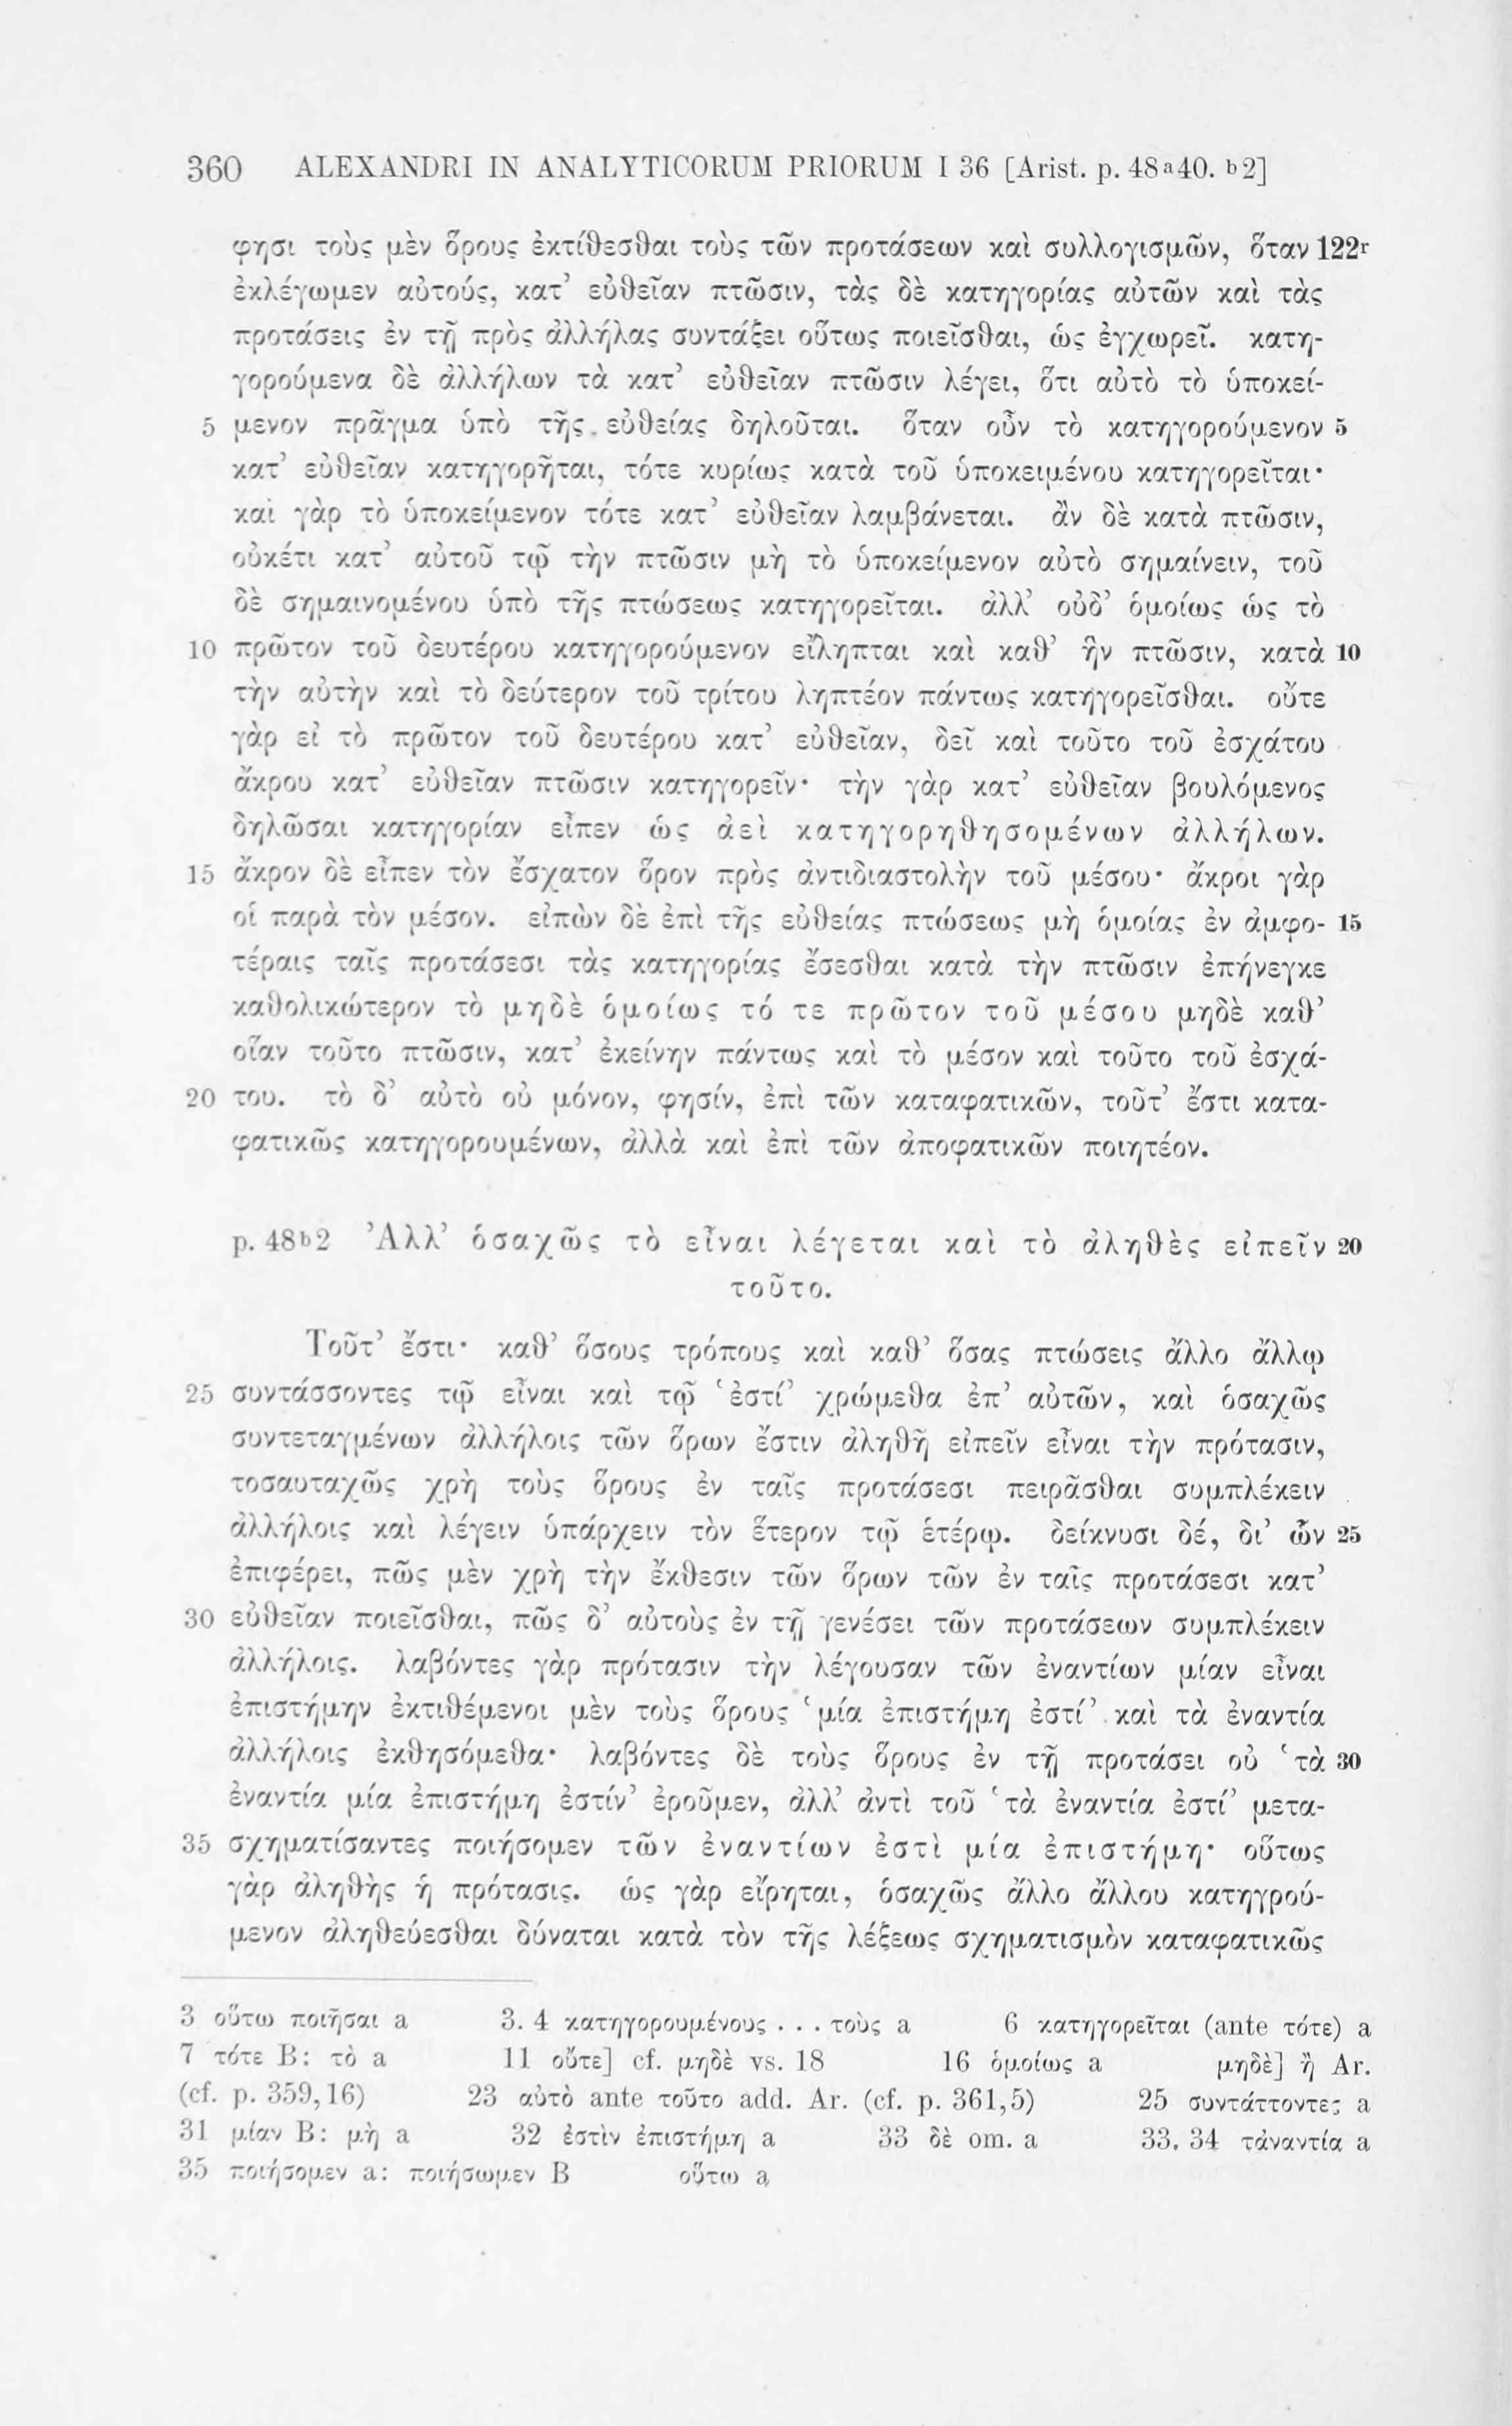 360 ALEXANDRI IN ANALYTICORUM PRIORUM I 36 [Arist. p. 48a40. b2]
φησι τοὺς μὲν ὅρους ἐκτίθεσθαι τοὺς τῶν προτάσεων καὶ συλλογισμῶν, ὅταν 122r
ἐκλέγωμεν αὐτούς, κατ’ εὐθεῖαν πτῶσιν, τὰς δὲ κατηγορίας αὐτῶν καὶ τὰς
προτάσεις ἐν τῇ πρὸς ἀλλήλας συντάξει οὕτως ποιεῖσθαι, ὡς ἐγχωρεῖ. κατη-
γορούμενα δὲ ἀλλήλων τὰ κατ’ εὐθεῖαν πτῶσιν λέγει, ὅτι αὐτὸ τὸ ὑποκεί-
5 μενον πρᾶγμα ὑπὸ τῆς εὐθείας δηλοῦται. ὅταν οὖν τὸ κατηγορούμενον 5
κατ’ εὐθεῖαν κατηγορῆται, τότε κυρίως κατὰ τοῦ ὑποκειμένου κατηγορεῖται·
καὶ γὰρ τὸ ὑποκείμενον τότε κατ’ εὐθεῖαν λαμβάνεται. ἂν δὲ κατὰ πτῶσιν,
οὐκέτι κατ’ αὐτοῦ τῷ τὴν πτῶσιν μὴ τὸ ὑποκείμενον αὐτὸ σημαίνειν, τοῦ
δὲ σημαινομένου ὑπὸ τῆς πτώσεως κατηγορεῖται. ἀλλ’ οὐδ’ ὁμοίως ὡς τὸ
10 πρῶτον τοῦ δευτέρου κατηγορούμενον εἴληπται καὶ καθ’ ἣν πτῶσιν, κατὰ 10
τὴν αὐτὴν καὶ τὸ δεύτερον τοῦ τρίτου ληπτέον πάντως κατηγορεῖσθαι. οὔτε
γὰρ εἰ τὸ πρῶτον τοῦ δευτέρου κατ’ εὐθεῖαν, δεῖ καὶ τοῦτο τοῦ ἐσχάτου
ἄκρου κατ’ εὐθεῖαν πτῶσιν κατηγορεῖν· τὴν γὰρ κατ’ εὐθεῖαν βουλόμενος
δηλῶσαι κατηγορίαν εἶπεν ὡς ἀεὶ κατηγορηθησομένων ἀλλήλων.
15 ἄκρον δὲ εἶπεν τὸν ἔσχατον ὅρον πρὸς ἀντιδιαστολὴν τοῦ μέσου· ἄκροι γὰρ
οἱ παρὰ τὸν μέσον. εἰπὼν δὲ ἐπὶ τῆς εὐθείας πτώσεως μὴ ὁμοίας ἐν ἀμφο- 15
τέραις ταῖς προτάσεσι τὰς κατηγορίας ἔσεσθαι κατὰ τὴν πτῶσιν ἐπήνεγκε
καθολικώτερον τὸ μηδὲ ὁμοίως τό τε πρῶτον τοῦ μέσου μηδὲ καθ’
οἵαν τοῦτο πτῶσιν, κατ’ ἐκείνην πάντως καὶ τὸ μέσον καὶ τοῦτο τοῦ ἐσχά-
20 του. τὸ δ’ αὐτὸ οὐ μόνον, φησίν, ἐπὶ τῶν καταφατικῶν, τοῦτ’ ἔστι κατα-
φατικῶς κατηγορουμένων, ἀλλὰ καὶ ἐπὶ τῶν ἀποφατικῶν ποιητέον.
p. 48b2 Ἀλλ’ ὁσαχῶς τὸ εἶναι λέγεται καὶ τὸ ἀληθὲς εἰπεῖν 20
τοῦτο.
Τοῦτ’ ἔστι· καθ’ ὅσους τρόπους καὶ καθ’ ὅσας πτώσεις ἄλλο ἄλλῳ
25 συντάσσοντες τῷ εἶναι καὶ τῷ ‘ἐστί’ χρώμεθα ἐπ’ αὐτῶν, καὶ ὁσαχῶς
συντεταγμένων ἀλλήλοις τῶν ὅρων ἔστιν ἀληθῆ εἰπεῖν εἶναι τὴν πρότασιν,
τοσαυταχῶς χρὴ τοὺς ὅρους ἐν ταῖς προτάσεσι πειρᾶσθαι συμπλέκειν
ἀλλήλοις καὶ λέγειν ὑπάρχειν τὸν ἕτερον τῷ ἑτέρῳ. δείκνυσι δέ, δι’ ὧν 25
ἐπιφέρει, πῶς μὲν χρὴ τὴν ἔκθεσιν τῶν ὅρων τῶν ἐν ταῖς προτάσεσι κατ’
30 εὐθεῖαν ποιεῖσθαι, πῶς δ’ αὐτοὺς ἐν τῇ γενέσει τῶν προτάσεων συμπλέκειν
ἀλλήλοις. λαβόντες γὰρ πρότασιν τὴν λέγουσαν τῶν ἐναντίων μίαν εἶναι
ἐπιστήμην ἐκτιθέμενοι μὲν τοὺς ὅρους ‘μία ἐπιστήμη ἐστί’ καὶ τὰ ἐναντία
ἀλλήλοις ἐκθησόμεθα· λαβόντες δὲ τοὺς ὅρους ἐν τῇ προτάσει οὐ ‘τὰ 30
ἐναντία μία ἐπιστήμη ἐστίν’ ἐροῦμεν, ἀλλ’ ἀντὶ τοῦ ‘τὰ ἐναντία ἐστί’ μετα-
35 σχηματίσαντες ποιήσομεν τῶν ἐναντίων ἐστὶ μία ἐπιστήμη· οὕτως
γὰρ ἀληθὴς ἡ πρότασις. ὡς γὰρ εἴρηται, ὁσαχῶς ἄλλο ἄλλου κατηγρού-
μενον ἀληθεύεσθαι δύναται κατὰ τὸν τῆς λέξεως σχηματισμὸν καταφατικῶς
3 οὕτω ποιῆσαι a 3. 4 κατηγορουμένους . . . τοὺς a 6 κατηγορεῖται (ante τότε) a
7 τότε B: τὸ a 11 οὔτε] cf. μηδὲ vs. 18 16 ὁμοίως a μηδὲ] ἢ Ar.
(cf. p. 359,16) 23 αὐτὸ ante τοῦτο add. Ar. (cf. p. 361,5) 25 συντάττοντες a
31 μίαν B: μὴ a 32 ἐστὶν ἐπιστήμη a 33 δὲ om. a 33. 34 τἀναντία a
35 ποιήσομεν a: ποιήσωμεν B οὕτω a